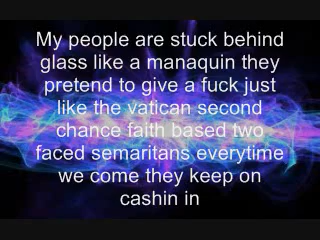 My people are stuck behind
glass like a manaquin they
pretend to give a fuck just
like the vatican second
chance faith based two
faced semaritans everytime
we come they keep on
cashin in